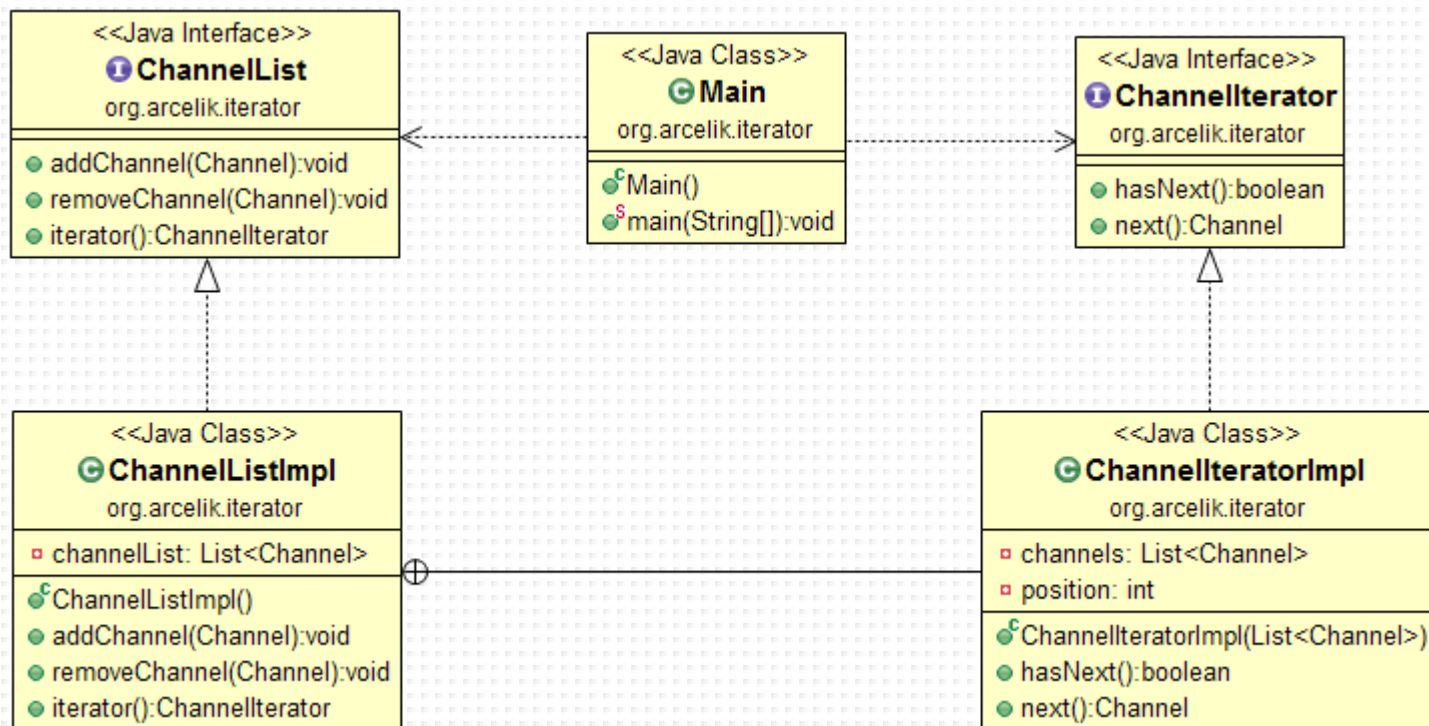 <<Java Interface>>
ChannelList
org.arcelik.iterator
addChannel(Channel):void
removeChannel(Channel):void
iterator():ChannelIterator
<<Java Class>>
Main
org.arcelik.iterator
Main()
main(String[]):void
<<Java Interface>>
ChannelIterator
org.arcelik.iterator
hasNext():boolean
next():Channel
<<Java Class>>
ChannelListImpl
org.arcelik.iterator
channelList: List<Channel>
ChannelListImpl()
addChannel(Channel):void
removeChannel(Channel):void
iterator():ChannelIterator
<<Java Class>>
ChannelIteratorImpl
org.arcelik.iterator
channels: List<Channel>
position: int
ChannelIteratorImpl(List<Channel>)
hasNext():boolean
next():Channel